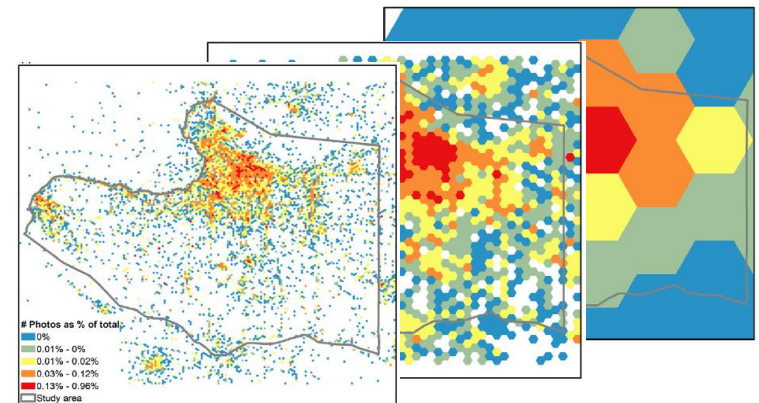 # Photos as % of total:
0%
0.01% - 0%
0.01% - 0.02%
0.03% - 0.12%
0.13% - 0.96%
Study area